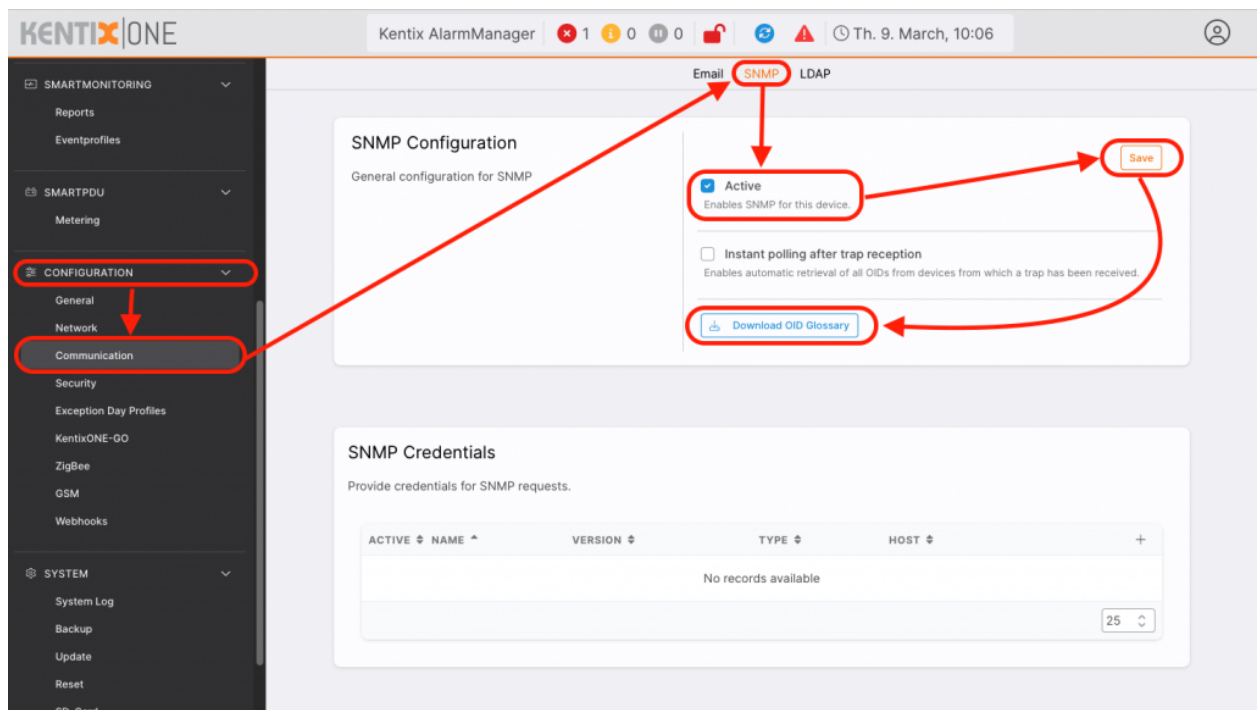 KENTIX ONE
Kentix AlarmManager 1 0 0 Th. 9. March, 10:06
SMARTMONITORING
Reports
Eventprofiles
SMARTPDU
Metering
CONFIGURATION
General
Network
Communication
Security
Exception Day Profiles
KentixONE-GO
ZigBee
GSM
Webhooks
SYSTEM
System Log
Backup
Update
Reset
SD-Card
Email SNMP LDAP
SNMP Configuration
General configuration for SNMP
Save
Active
Enables SNMP for this device.
Instant polling after trap reception
Enables automatic retrieval of all OIDs from devices from which a trap has been received.
Download OID Glossary
SNMP Credentials
Provide credentials for SNMP requests.
ACTIVE NAME VERSION TYPE HOST +
No records available
25